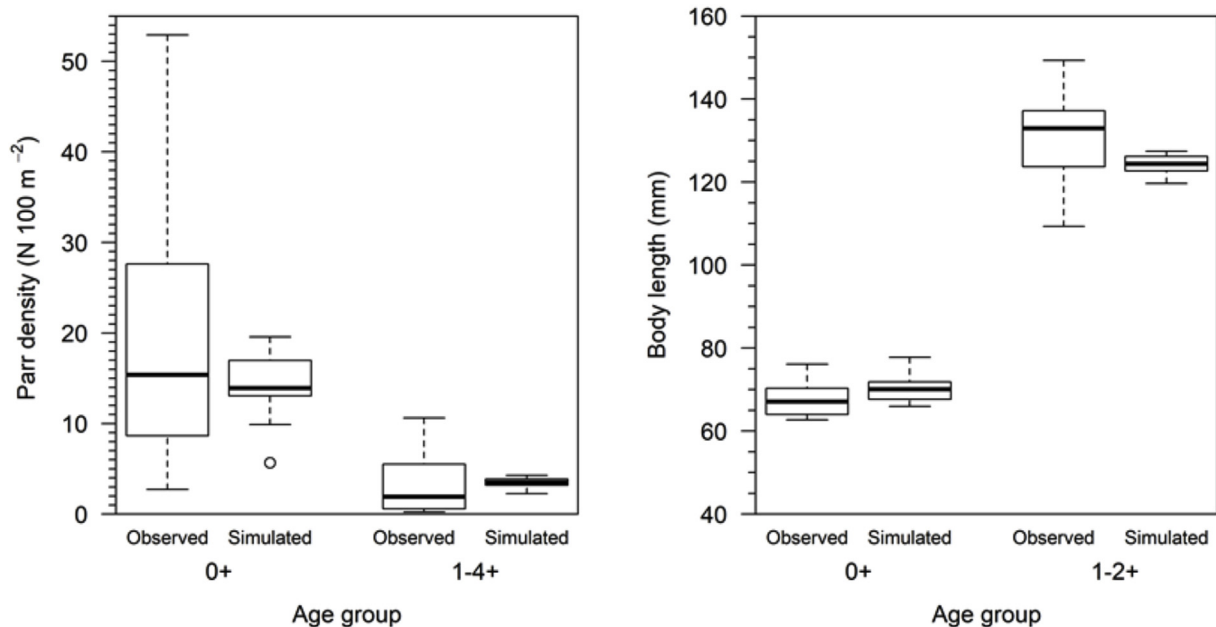 Parr density (N 100 m −2)
50
40
30
20
10
0
Observed Simulated Observed Simulated
0+ 1-4+
Age group
Body length (mm)
160
140
120
100
80
60
40
Observed Simulated Observed Simulated
0+ 1-2+
Age group